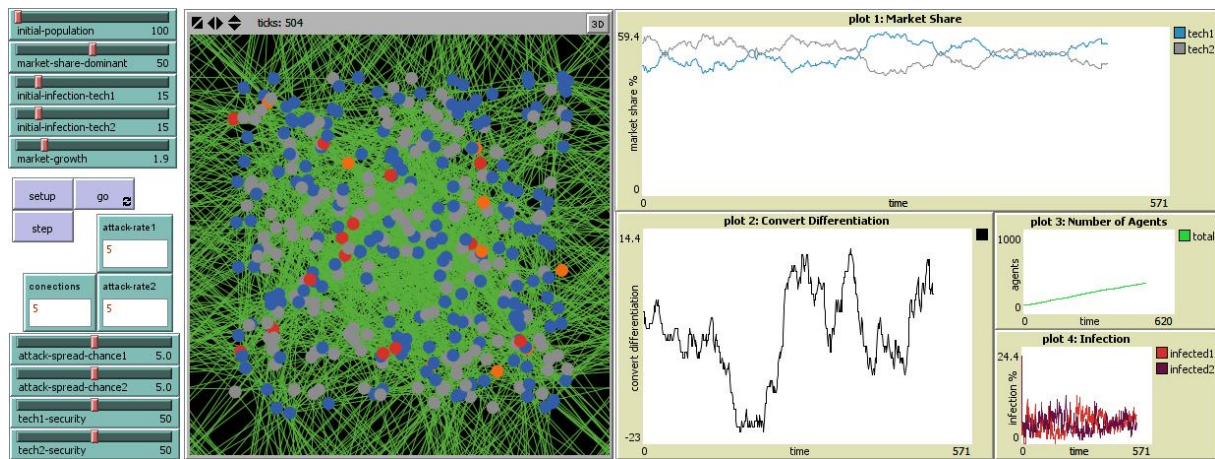 initial-population 100
market-share-dominant 50
initial-infection-tech1 15
initial-infection-tech2 15
market-growth 1.9
setup
go
step
attack-rate1
5
conections
5
attack-rate2
5
attack-spread-chance1 5.0
attack-spread-chance2 5.0
tech1-security 50
tech2-security 50
ticks: 504
3D
plot 1: Market Share
59.4
market share %
0
0 time 571
tech1
tech2
plot 2: Convert Differentiation
14.4
convert differentiation
-23
0 time 571
plot 3: Number of Agents
1000
agents
0
0 time 620
total
plot 4: Infection
24.4
infection %
0
0 time 571
infected1
infected2